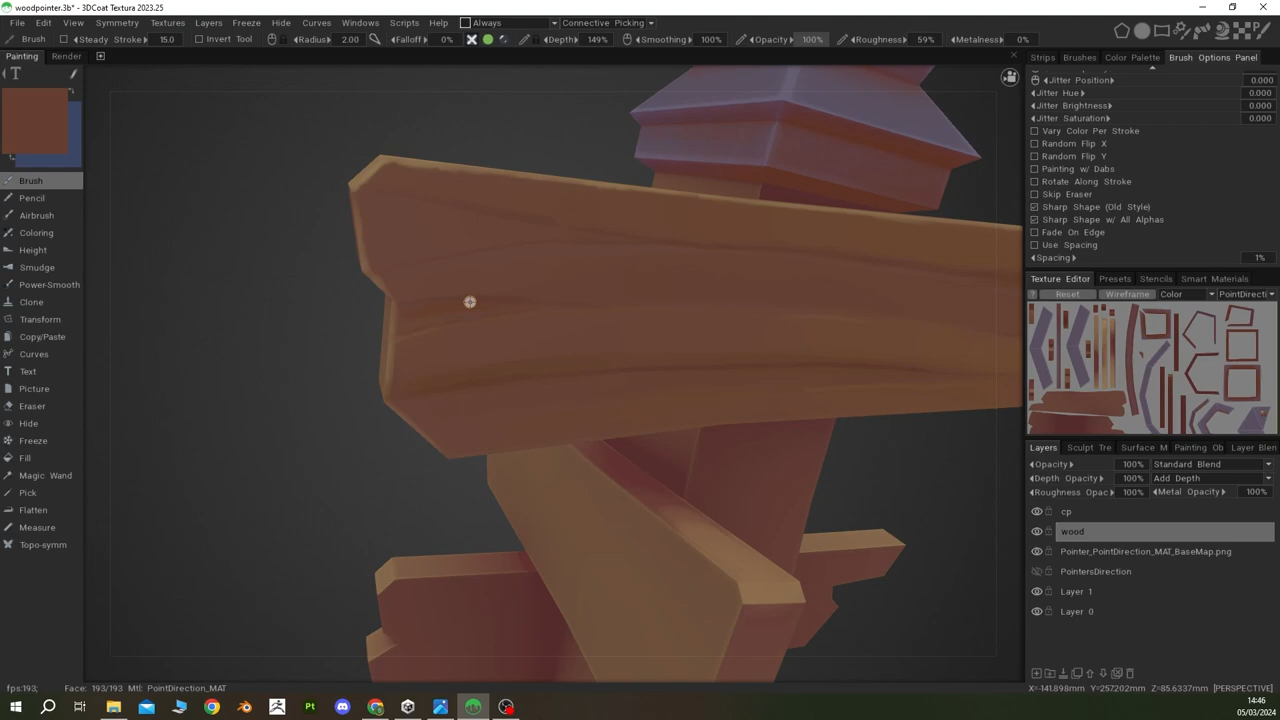 woodpointer.3b* - 3DCoat Textura 2023.25
File Edit View Symmetry Textures Layers Freeze Hide Curves Windows Scripts Help Always Connective Picking
Brush Steady Stroke 15.0 Invert Tool Radius 2.00 Falloff 0% Depth 149% Smoothing 100% Opacity 100% Roughness 59% Metalness 0%
Painting Render
Strips Brushes Color Palette Brush Options Panel
Jitter Position 0.000
Jitter Hue 0.000
Jitter Brightness 0.000
Jitter Saturation 0.000
Vary Color Per Stroke
Random Flip X
Random Flip Y
Painting w/ Dabs
Rotate Along Stroke
Skip Eraser
Sharp Shape (Old Style)
Sharp Shape w/ All Alphas
Fade On Edge
Use Spacing
Spacing 1%
Brush
Pencil
Airbrush
Coloring
Height
Smudge
Power-Smooth
Clone
Transform
Copy/Paste
Curves
Text
Picture
Eraser
Hide
Freeze
Fill
Magic Wand
Pick
Flatten
Measure
Topo-symm
Texture Editor Presets Stencils Smart Materials
? Reset Wireframe Color PointDirecti
Layers Sculpt Tre Surface M Painting Ob Layer Blen
Opacity 100% Standard Blend
Depth Opacity 100% Add Depth
Roughness Opac 100% Metal Opacity 100%
cp
wood
Pointer_PointDirection_MAT_BaseMap.png
PointersDirection
Layer 1
Layer 0
fps:193; Face: 193/193 Mtl: PointDirection_MAT
X=-141.898mm Y=257.202mm Z=85.6337mm [PERSPECTIVE]
Pt
14:46
05/03/2024